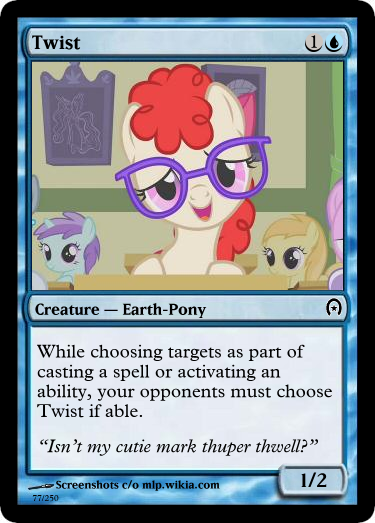 Twist
1
Creature — Earth-Pony
While choosing targets as part of
casting a spell or activating an
ability, your opponents must choose
Twist if able.
“Isn't my cutie mark thuper thwell?”
Screenshots c/o mlp.wikia.com
1/2
77/250